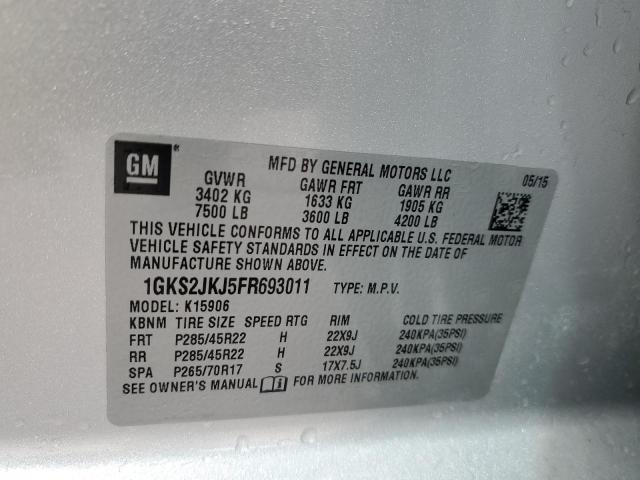 GM ®
MFD BY GENERAL MOTORS LLC 05/15
GVWR GAWR FRT GAWR RR
3402 KG 1633 KG 1905 KG
7500 LB 3600 LB 4200 LB
THIS VEHICLE CONFORMS TO ALL APPLICABLE U.S. FEDERAL MOTOR
VEHICLE SAFETY STANDARDS IN EFFECT ON THE DATE OF
MANUFACTURE SHOWN ABOVE.
1GKS2JKJ5FR693011 TYPE: M.P.V.
MODEL: K15906
KBNM TIRE SIZE SPEED RTG RIM COLD TIRE PRESSURE
FRT P285/45R22 H 22X9J 240KPA(35PSI)
RR P285/45R22 H 22X9J 240KPA(35PSI)
SPA P265/70R17 S 17X7.5J 240KPA(35PSI)
SEE OWNER'S MANUAL FOR MORE INFORMATION.